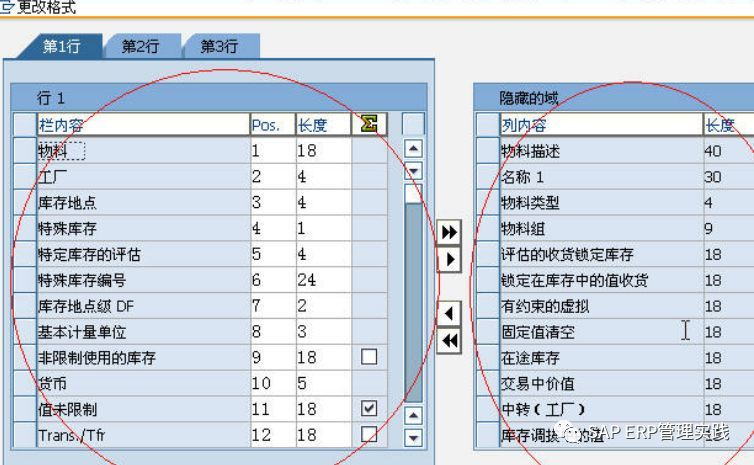 更改格式
第1行 第2行 第3行
行 1
栏内容 Pos. 长度
物料 1 18
工厂 2 4
库存地点 3 4
特殊库存 4 1
特定库存的评估 5 4
特殊库存编号 6 24
库存地点级 DF 7 2
基本计量单位 8 3
非限制使用的库存 9 18
货币 10 5
值未限制 11 18
Trans./Tfr 12 18
隐藏的域
列内容 长度
物料描述 40
名称 1 30
物料类型 4
物料组 9
评估的收货锁定库存 18
锁定在库存中的值收货 18
有约束的虚拟 18
固定值清空 18
在途库存 18
交易中价值 18
中转(工厂) 18
库存调拨
SAP ERP管理实践